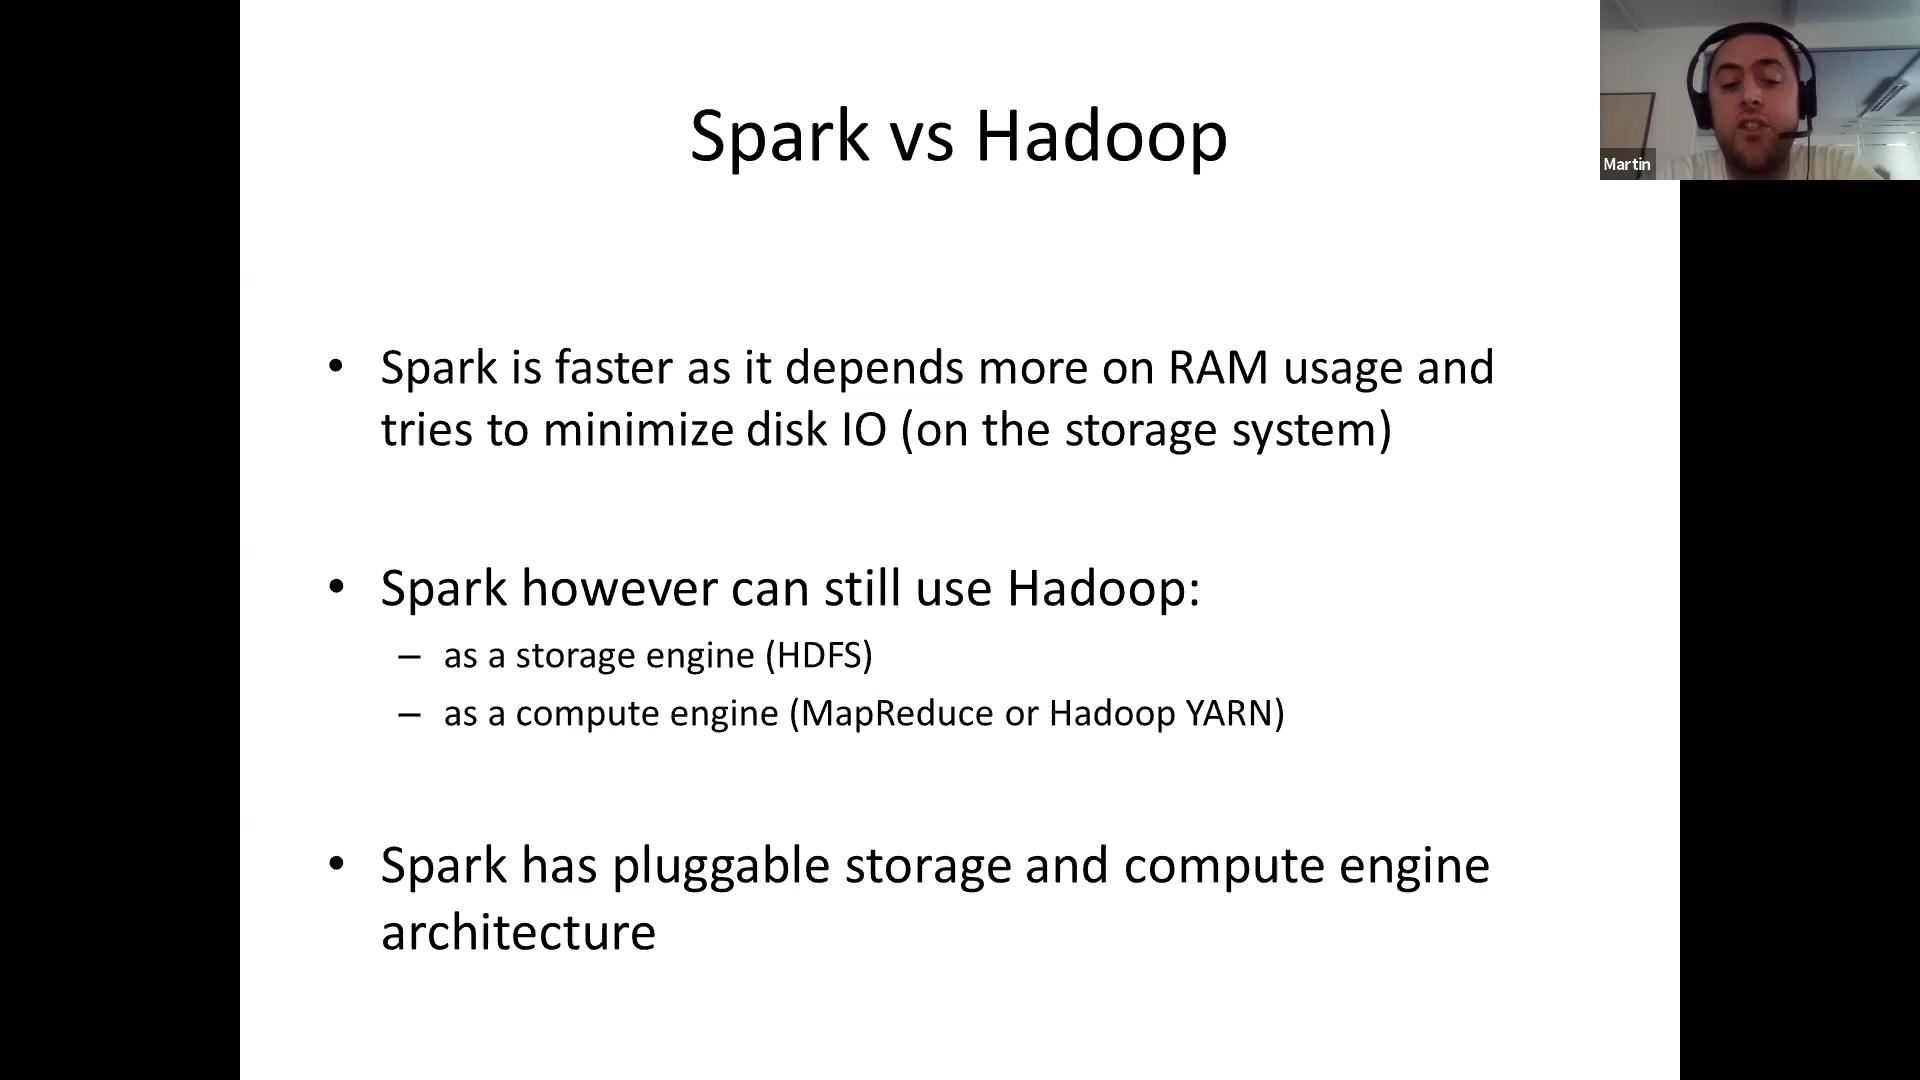 Spark vs Hadoop
Martin
• Spark is faster as it depends more on RAM usage and
tries to minimize disk IO (on the storage system)
• Spark however can still use Hadoop:
– as a storage engine (HDFS)
– as a compute engine (MapReduce or Hadoop YARN)
• Spark has pluggable storage and compute engine
architecture